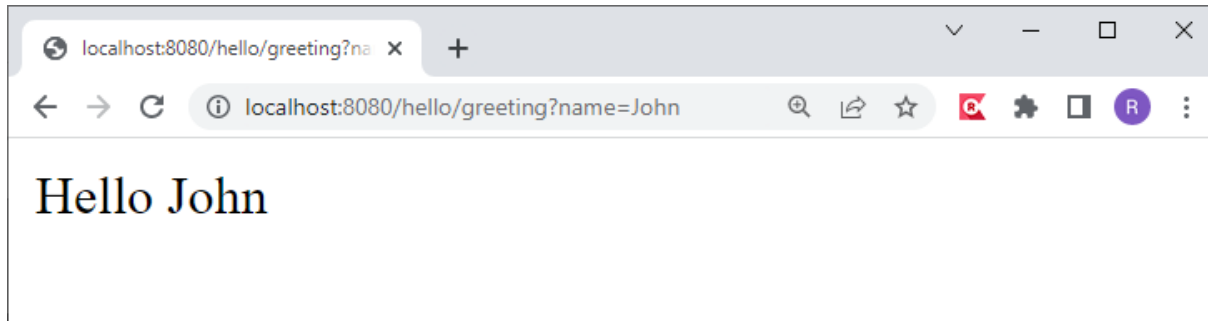 localhost:8080/hello/greeting?na
localhost:8080/hello/greeting?name=John
R
R
Hello John